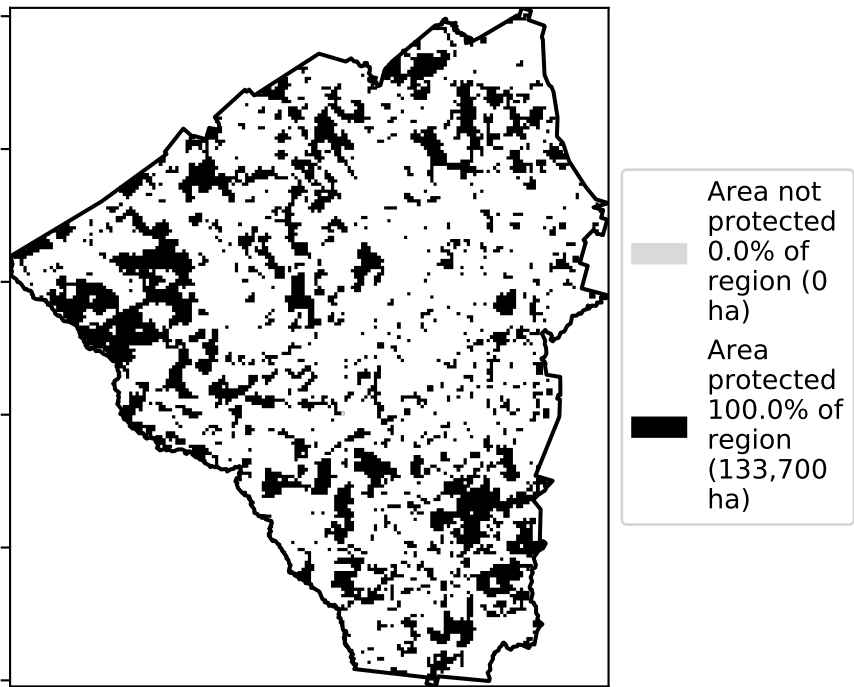 Area not
protected
0.0% of
region (0
ha)
Area
protected
100.0% of
region
(133,700
ha)